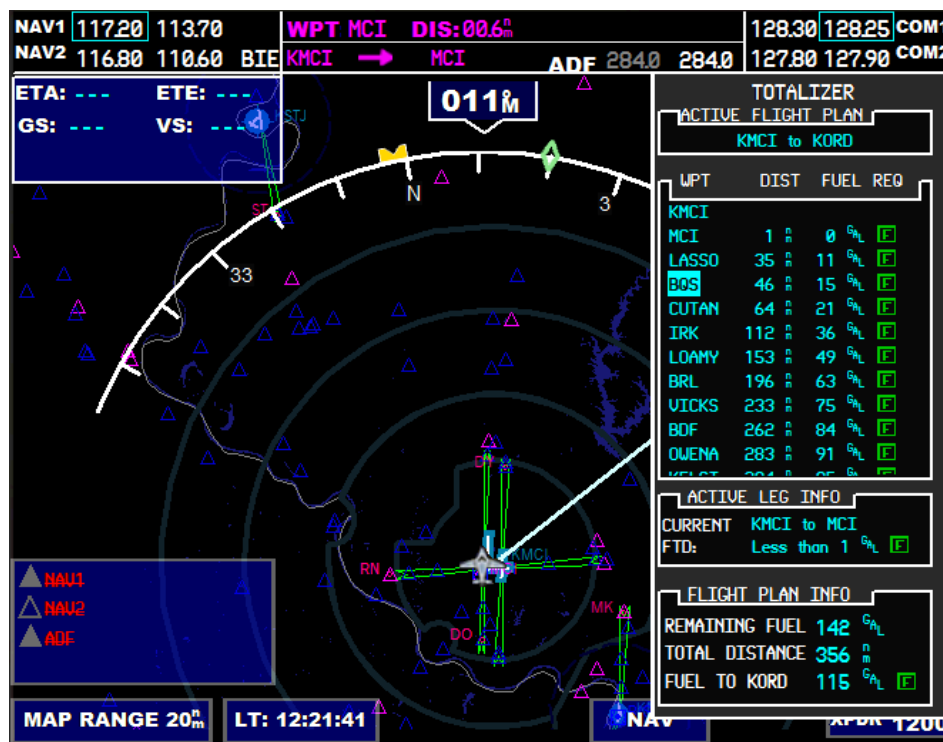 NAV1 117.20 113.70 WPT MCI DIS:00.6nm 128.30 128.25 COM1
NAV2 116.80 110.60 BIE KMCI MCI ADF 284.0 284.0 127.80 127.90 COM2
ETA: --- ETE: ---
GS: --- VS: ---
KSTJ
011°M
N
3
33
ST
TOTALIZER
ACTIVE FLIGHT PLAN
KMCI to KORD
WPT DIST FUEL REQ
KMCI
MCI 1 nm 0 GAL F
LASSO 35 nm 11 GAL F
BQS 46 nm 15 GAL F
CUTAN 64 nm 21 GAL F
IRK 112 nm 36 GAL F
LOAMY 153 nm 49 GAL F
BRL 196 nm 63 GAL F
VICKS 233 nm 75 GAL F
BDF 262 nm 84 GAL F
OWENA 283 nm 91 GAL F
ACTIVE LEG INFO
CURRENT KMCI to MCI
FTD: Less than 1 GAL F
FLIGHT PLAN INFO
REMAINING FUEL 142 GAL
TOTAL DISTANCE 356 nm
FUEL TO KORD 115 GAL F
KMCI
RN
MK
DO
NAV1
NAV2
ADF
MAP RANGE 20nm
LT: 12:21:41
NAV
XPDR 1200